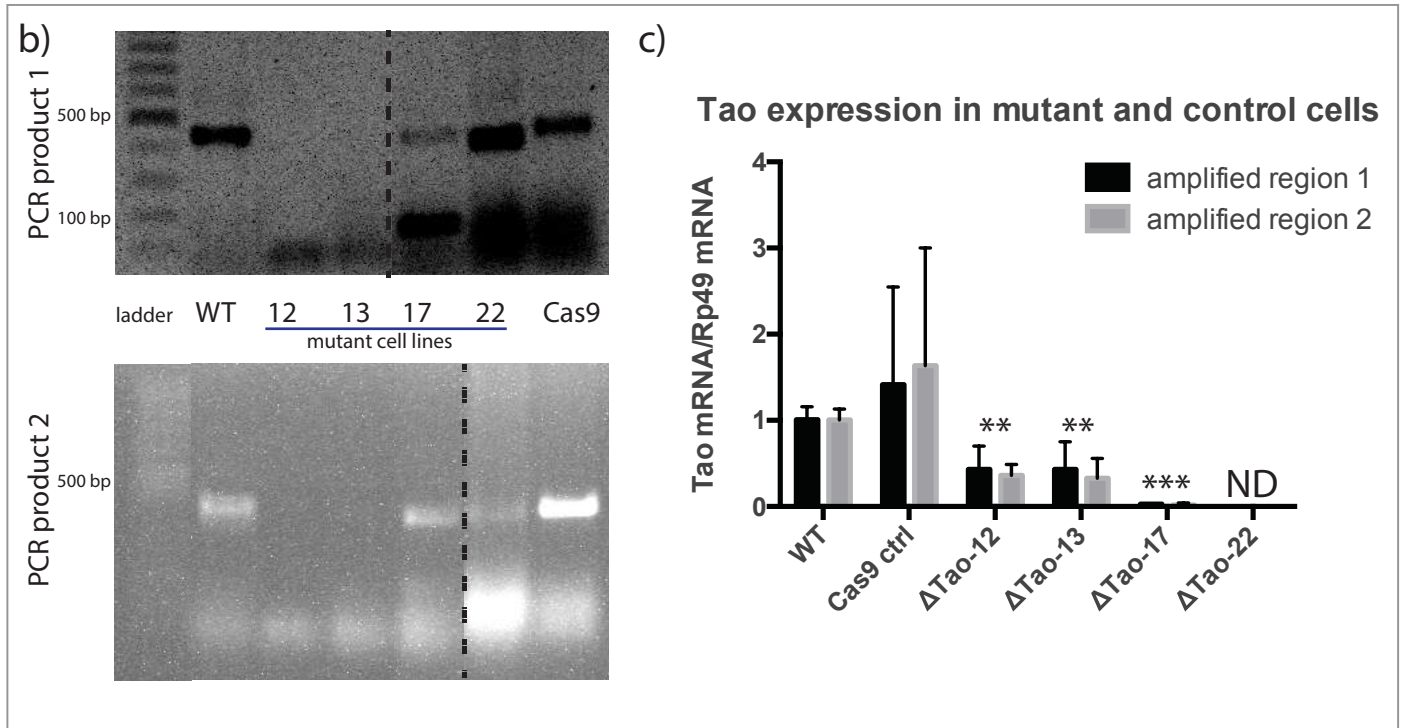 b)
PCR product 1
500 bp
100 bp
ladder WT 12 13 17 22 Cas9
mutant cell lines
PCR product 2
500 bp
c)
Tao expression in mutant and control cells
Tao mRNA/Rp49 mRNA
4
3
2
1
0
amplified region 1
amplified region 2
** ** *** ND
WT Cas9 ctrl ΔTao-12 ΔTao-13 ΔTao-17 ΔTao-22